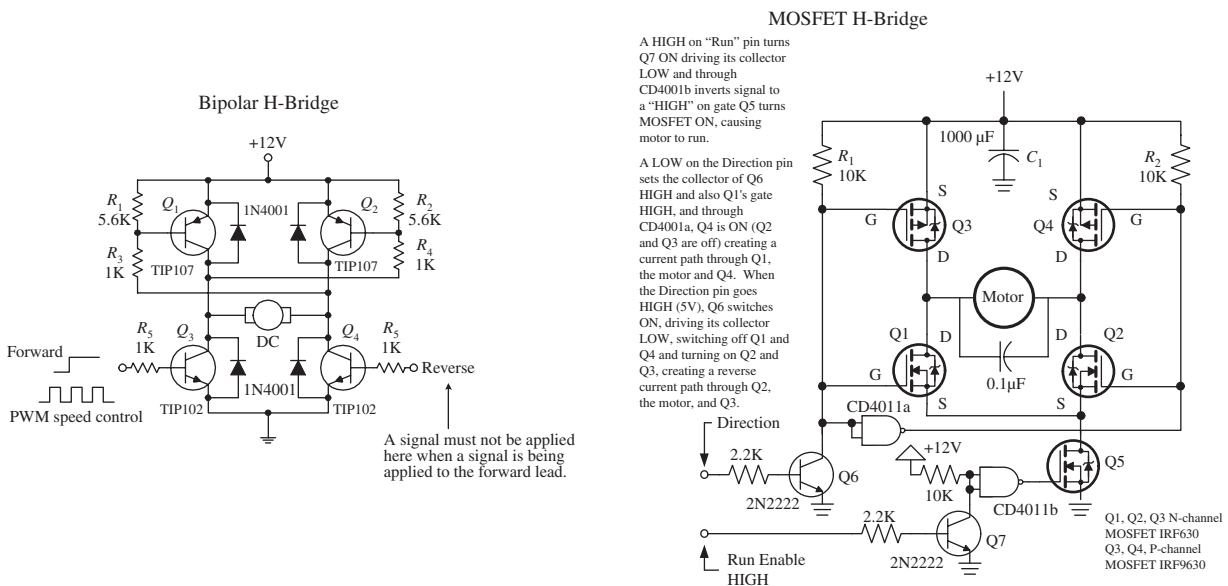 Bipolar H-Bridge
+12V
R1
5.6K
Q1
1N4001
Q2
R2
5.6K
R3
1K
TIP107
TIP107
R4
1K
Forward
PWM speed control
R5
1K
Q3
DC
Q4
R5
1K
Reverse
1N4001
TIP102
TIP102
A signal must not be applied
here when a signal is being
applied to the forward lead.
MOSFET H-Bridge
A HIGH on “Run” pin turns
Q7 ON driving its collector
LOW and through
CD4001b inverts signal to
a “HIGH” on gate Q5 turns
MOSFET ON, causing
motor to run.
A LOW on the Direction pin
sets the collector of Q6
HIGH and also Q1's gate
HIGH, and through
CD4001a, Q4 is ON (Q2
and Q3 are off) creating a
current path through Q1,
the motor and Q4. When
the Direction pin goes
HIGH (5V), Q6 switches
ON, driving its collector
LOW, switching off Q1 and
Q4 and turning on Q2 and
Q3, creating a reverse
current path through Q2,
the motor, and Q3.
+12V
1000 µF
C1
R1
10K
R2
10K
S
S
G
Q3
Q4
G
D
D
Motor
Q1
D
D
Q2
0.1µF
G
G
S
S
CD4011a
Direction
+12V
2.2K
Q6
2N2222
10K
CD4011b
Q5
2.2K
Q7
2N2222
Run Enable
HIGH
Q1, Q2, Q3 N-channel
MOSFET IRF630
Q3, Q4, P-channel
MOSFET IRF9630